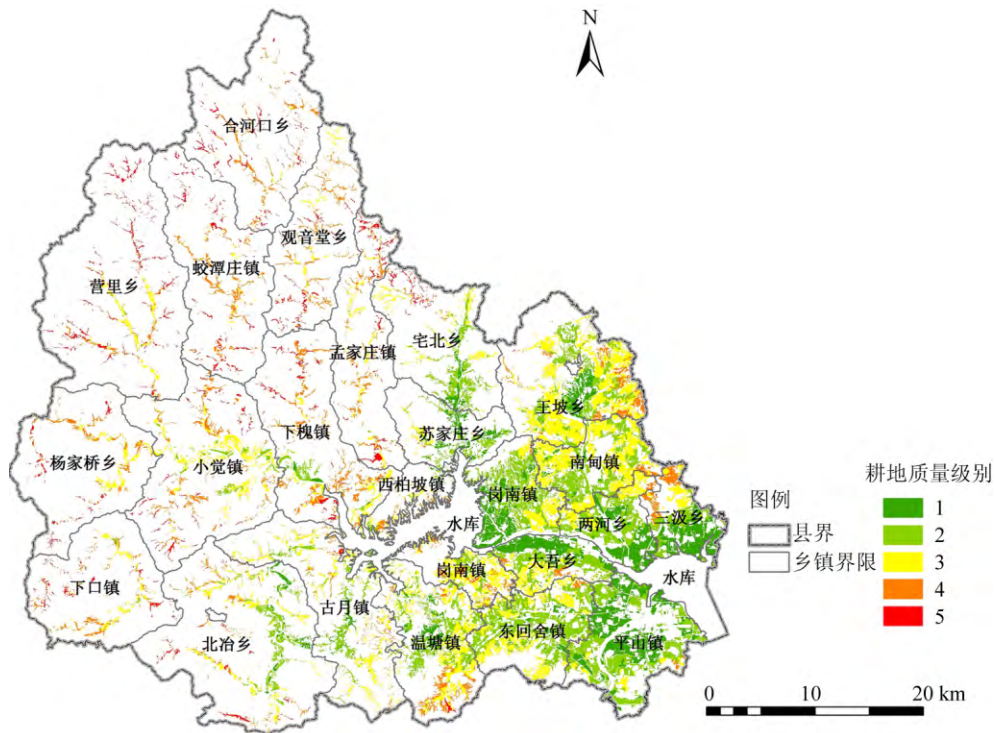 N
合河口乡
观音堂乡
蛟潭庄镇
营里乡
宅北乡
孟家庄镇
王坡乡
下槐镇
苏家庄乡
杨家桥乡
小觉镇
南甸镇
西柏坡镇
岗南镇
耕地质量级别
图例
1
县界
2
乡镇界限
3
4
5
水库
两河乡
三汲乡
大吾乡
岗南镇
水库
下口镇
古月镇
北冶乡
温塘镇
东回舍镇
平山镇
0 10 20 km